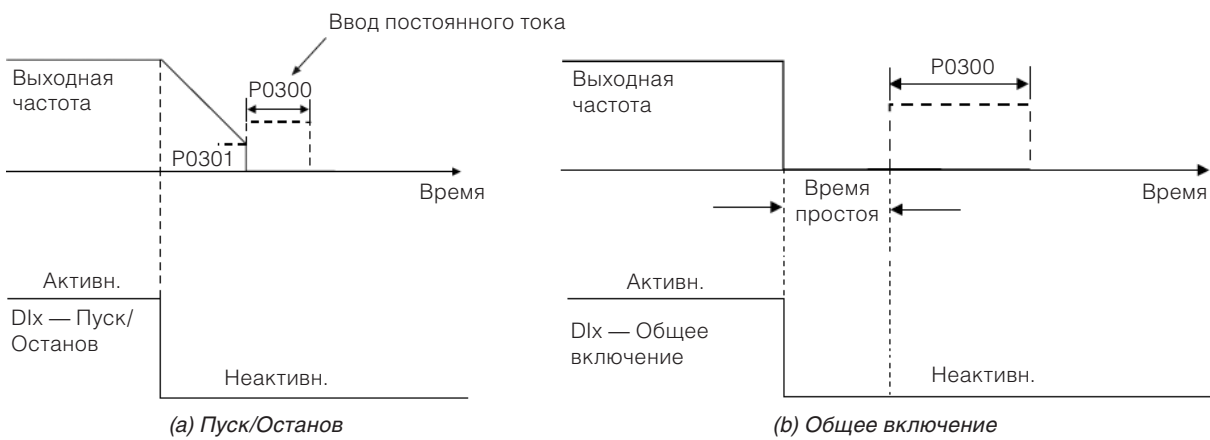 Ввод постоянного тока
Выходная
частота
P0300
P0301
Время
Активн.
DIx — Пуск/
Останов
Неактивн.
(a) Пуск/Останов
Выходная
частота
P0300
Время
простоя
Время
Активн.
DIx — Общее
включение
Неактивн.
(b) Общее включение